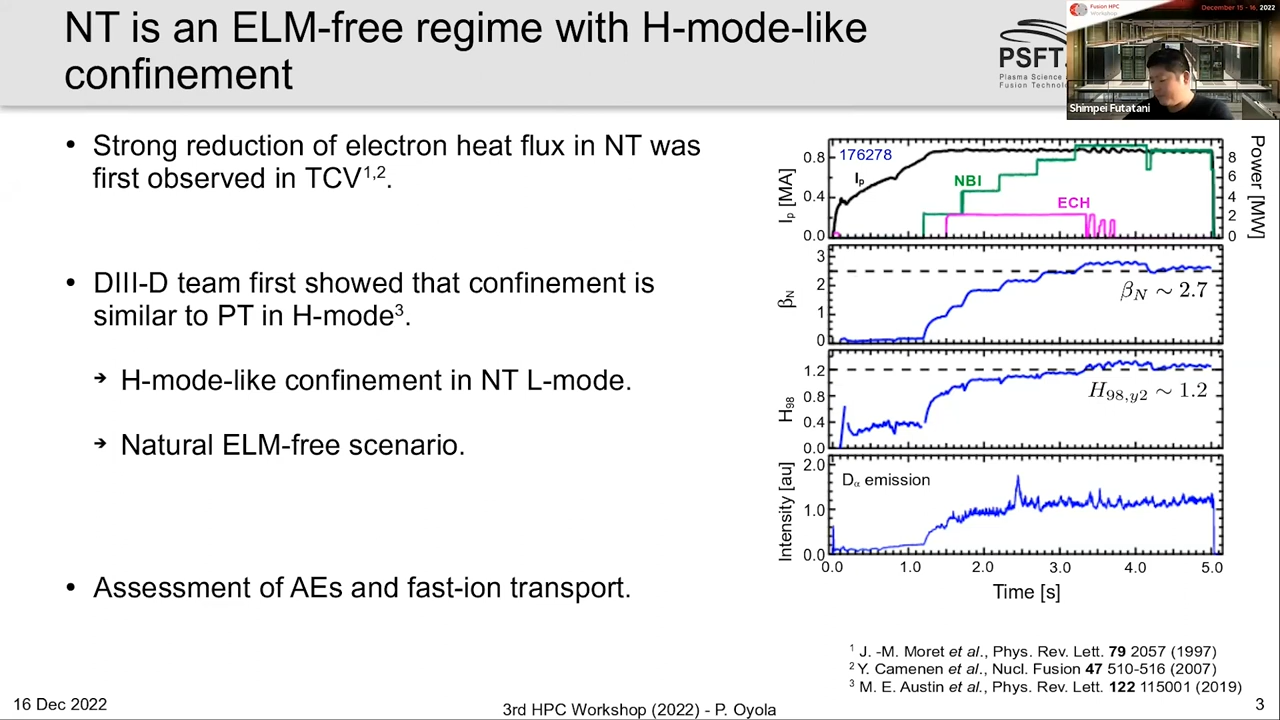 NT is an ELM-free regime with H-mode-like
confinement
PSFT
Plasma Science
Fusion Technol
Fusion HPC
Workshop
December 15 - 16, 2022
Shimpei Futatani
• Strong reduction of electron heat flux in NT was
first observed in TCV1,2.
• DIII-D team first showed that confinement is
similar to PT in H-mode3.
➔ H-mode-like confinement in NT L-mode.
➔ Natural ELM-free scenario.
• Assessment of AEs and fast-ion transport.
176278
Ip
NBI
ECH
Ip [MA]
0.8
0.4
0.0
Power [MW]
8
6
4
2
0
βN
3
2
1
0
βN ∼ 2.7
H98
1.2
0.8
0.4
0.0
H98,y2 ∼ 1.2
Intensity [au]
2.0
1.0
0.0
Dα emission
0.0 1.0 2.0 3.0 4.0 5.0
Time [s]
1 J. -M. Moret et al., Phys. Rev. Lett. 79 2057 (1997)
2 Y. Camenen et al., Nucl. Fusion 47 510-516 (2007)
3 M. E. Austin et al., Phys. Rev. Lett. 122 115001 (2019)
16 Dec 2022
3rd HPC Workshop (2022) - P. Oyola
3